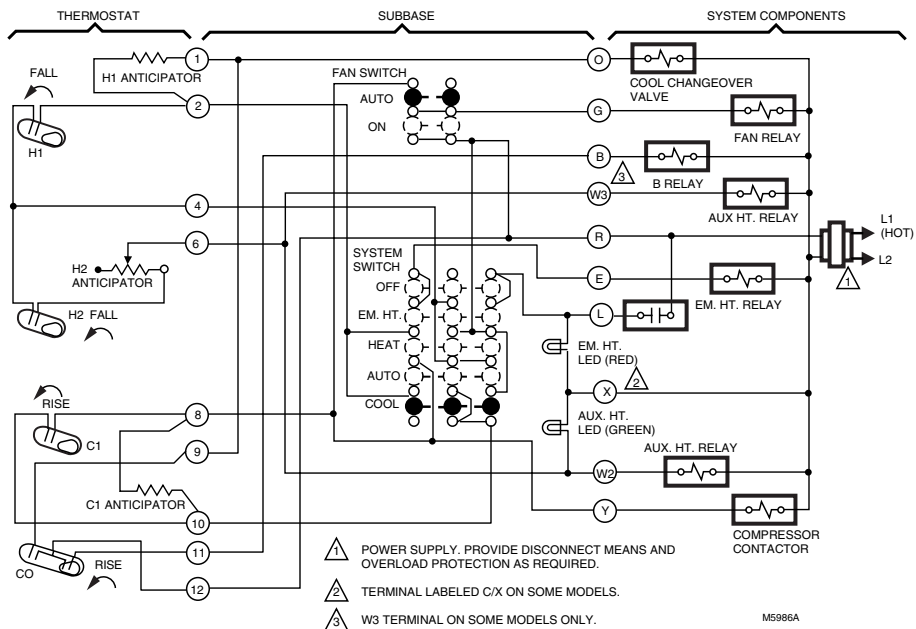 THERMOSTAT
SUBBASE
SYSTEM COMPONENTS
1
H1 ANTICIPATOR
2
FALL
H1
4
6
H2
ANTICIPATOR
H2 FALL
RISE
C1
8
9
C1 ANTICIPATOR
10
CO
RISE
11
12
FAN SWITCH
AUTO
ON
SYSTEM
SWITCH
OFF
EM. HT.
HEAT
AUTO
COOL
O
COOL CHANGEOVER
VALVE
G
FAN RELAY
B
3
B RELAY
W3
AUX HT. RELAY
R
L1
(HOT)
L2
1
E
EM. HT. RELAY
L
EM. HT.
LED (RED)
X
2
AUX. HT.
LED (GREEN)
AUX. HT. RELAY
W2
Y
COMPRESSOR
CONTACTOR
1 POWER SUPPLY. PROVIDE DISCONNECT MEANS AND
OVERLOAD PROTECTION AS REQUIRED.
2 TERMINAL LABELED C/X ON SOME MODELS.
3 W3 TERMINAL ON SOME MODELS ONLY.
M5986A